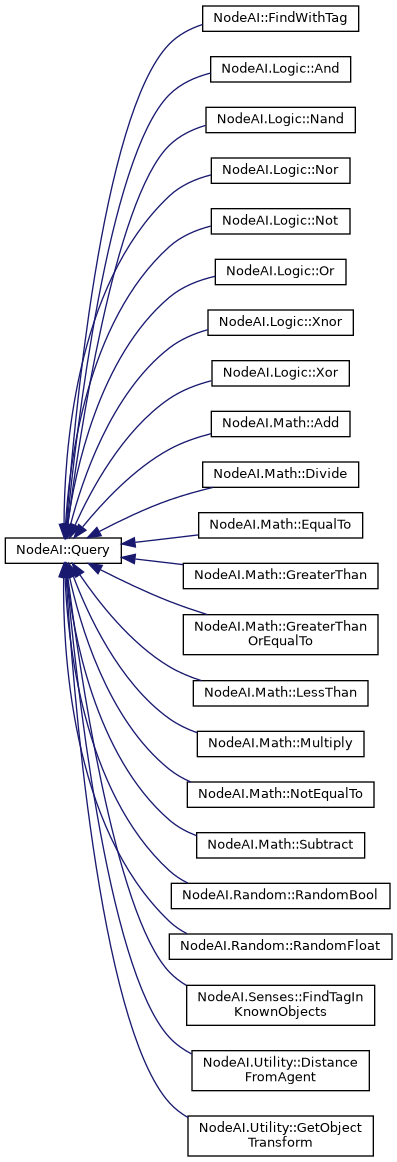 NodeAI::FindWithTag
NodeAI.Logic::And
NodeAI.Logic::Nand
NodeAI.Logic::Nor
NodeAI.Logic::Not
NodeAI.Logic::Or
NodeAI.Logic::Xnor
NodeAI.Logic::Xor
NodeAI.Math::Add
NodeAI.Math::Divide
NodeAI.Math::EqualTo
NodeAI::Query
NodeAI.Math::GreaterThan
NodeAI.Math::GreaterThan
OrEqualTo
NodeAI.Math::LessThan
NodeAI.Math::Multiply
NodeAI.Math::NotEqualTo
NodeAI.Math::Subtract
NodeAI.Random::RandomBool
NodeAI.Random::RandomFloat
NodeAI.Senses::FindTagIn
KnownObjects
NodeAI.Utility::Distance
FromAgent
NodeAI.Utility::GetObject
Transform